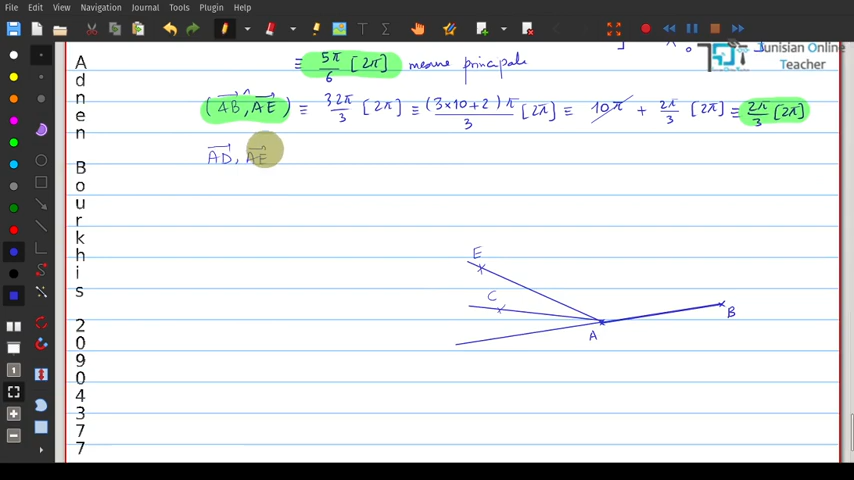 File Edit View Navigation Journal Tools Plugin Help
Tunisian Online
Teacher
≡ 5π/6 [2π] mesure principale
(AB, AE) ≡ 32π/3 [2π] ≡ (3×10+2)π/3 [2π] ≡ 10π + 2π/3 [2π] ≡ 2π/3 [2π]
AD, AE
E
C
B
A
Adnen Bourkhis 20904377